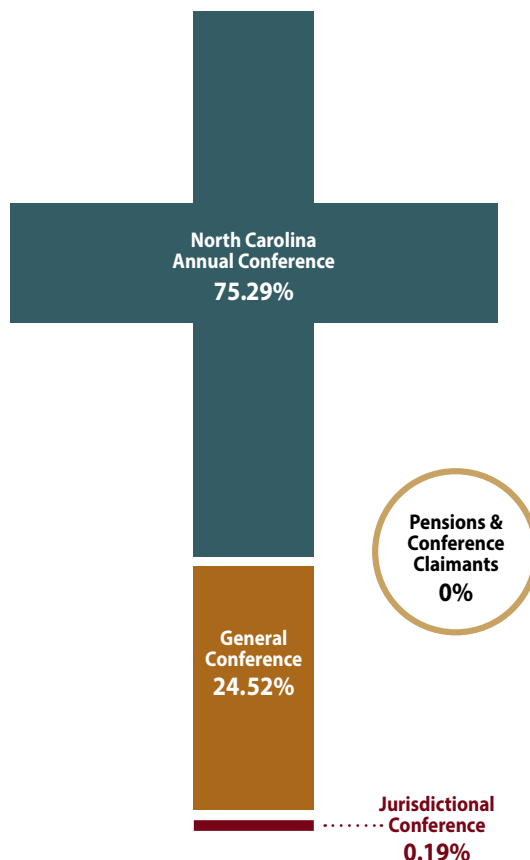 North Carolina
Annual Conference
75.29%
Pensions &
Conference
Claimants
0%
General
Conference
24.52%
Jurisdictional
Conference
0.19%